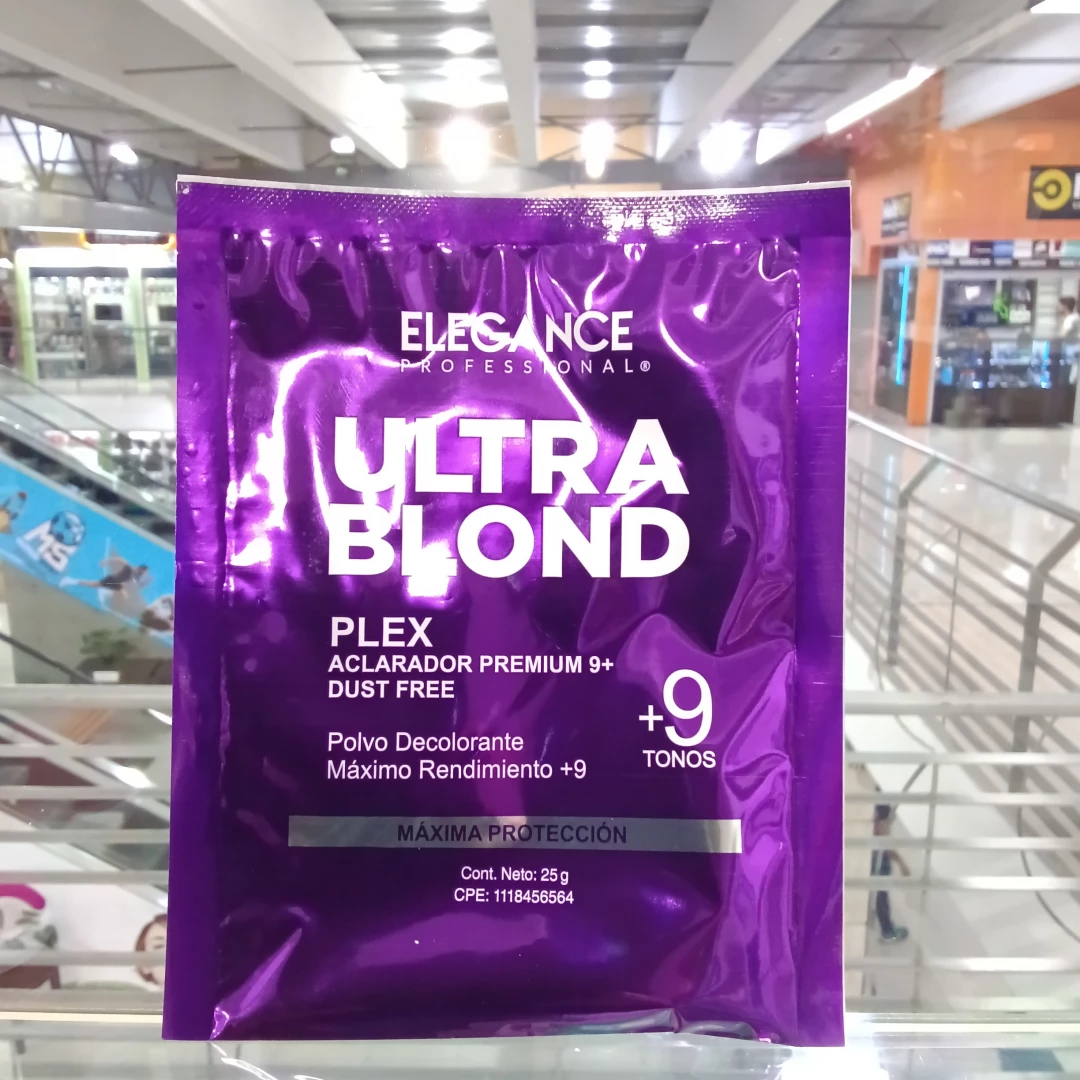 ELEGANCE
PROFESSIONAL®
ULTRA
BLOND
PLEX
ACLARADOR PREMIUM 9+
DUST FREE
+9
TONOS
Polvo Decolorante
Máximo Rendimiento +9
MÁXIMA PROTECCIÓN
Cont. Neto: 25 g
CPE: 1118456564
MS